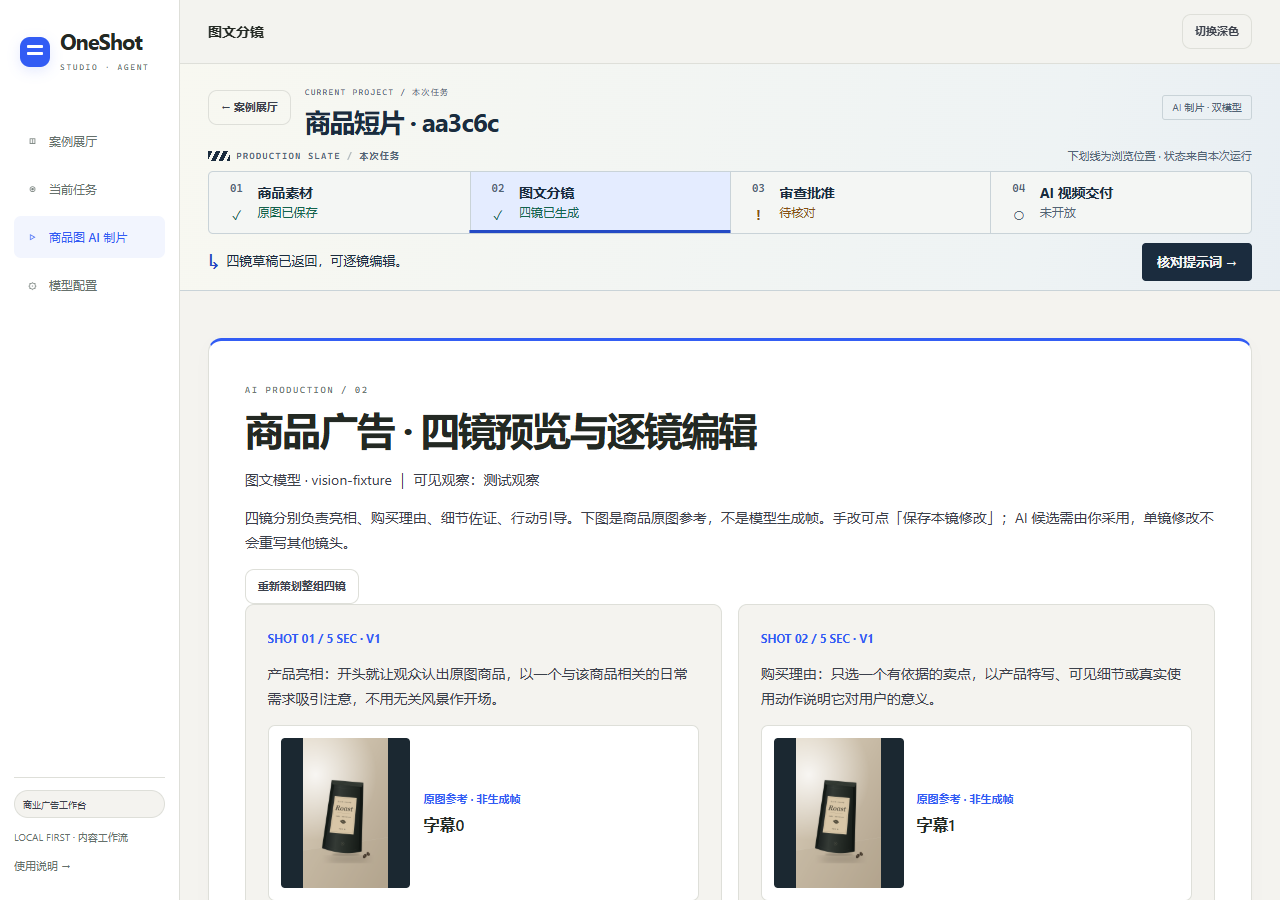 OneShot
STUDIO · AGENT
案例展厅
当前任务
商品图 AI 制片
模型配置
商业广告工作台
LOCAL FIRST · 内容工作流
使用说明 →
图文分镜
切换深色
← 案例展厅
CURRENT PROJECT / 本次任务
商品短片 · aa3c6c
AI 制片 · 双模型
PRODUCTION SLATE / 本次任务
下划线为浏览位置 · 状态来自本次运行
01 商品素材
✓ 原图已保存
02 图文分镜
✓ 四镜已生成
03 审查批准
! 待核对
04 AI 视频交付
○ 未开放
↳ 四镜草稿已返回，可逐镜编辑。
核对提示词 →
AI PRODUCTION / 02
商品广告 · 四镜预览与逐镜编辑
图文模型 · vision-fixture ｜ 可见观察：测试观察
四镜分别负责亮相、购买理由、细节佐证、行动引导。下图是商品原图参考，不是模型生成帧。手改可点「保存本镜修改」；AI 候选需由你采用，单镜修改不
会重写其他镜头。
重新策划整组四镜
SHOT 01 / 5 SEC · V1
产品亮相：开头就让观众认出原图商品，以一个与该商品相关的日常
需求吸引注意，不用无关风景作开场。
Roast
原图参考 · 非生成帧
字幕0
SHOT 02 / 5 SEC · V1
购买理由：只选一个有依据的卖点，以产品特写、可见细节或真实使
用动作说明它对用户的意义。
Roast
原图参考 · 非生成帧
字幕1